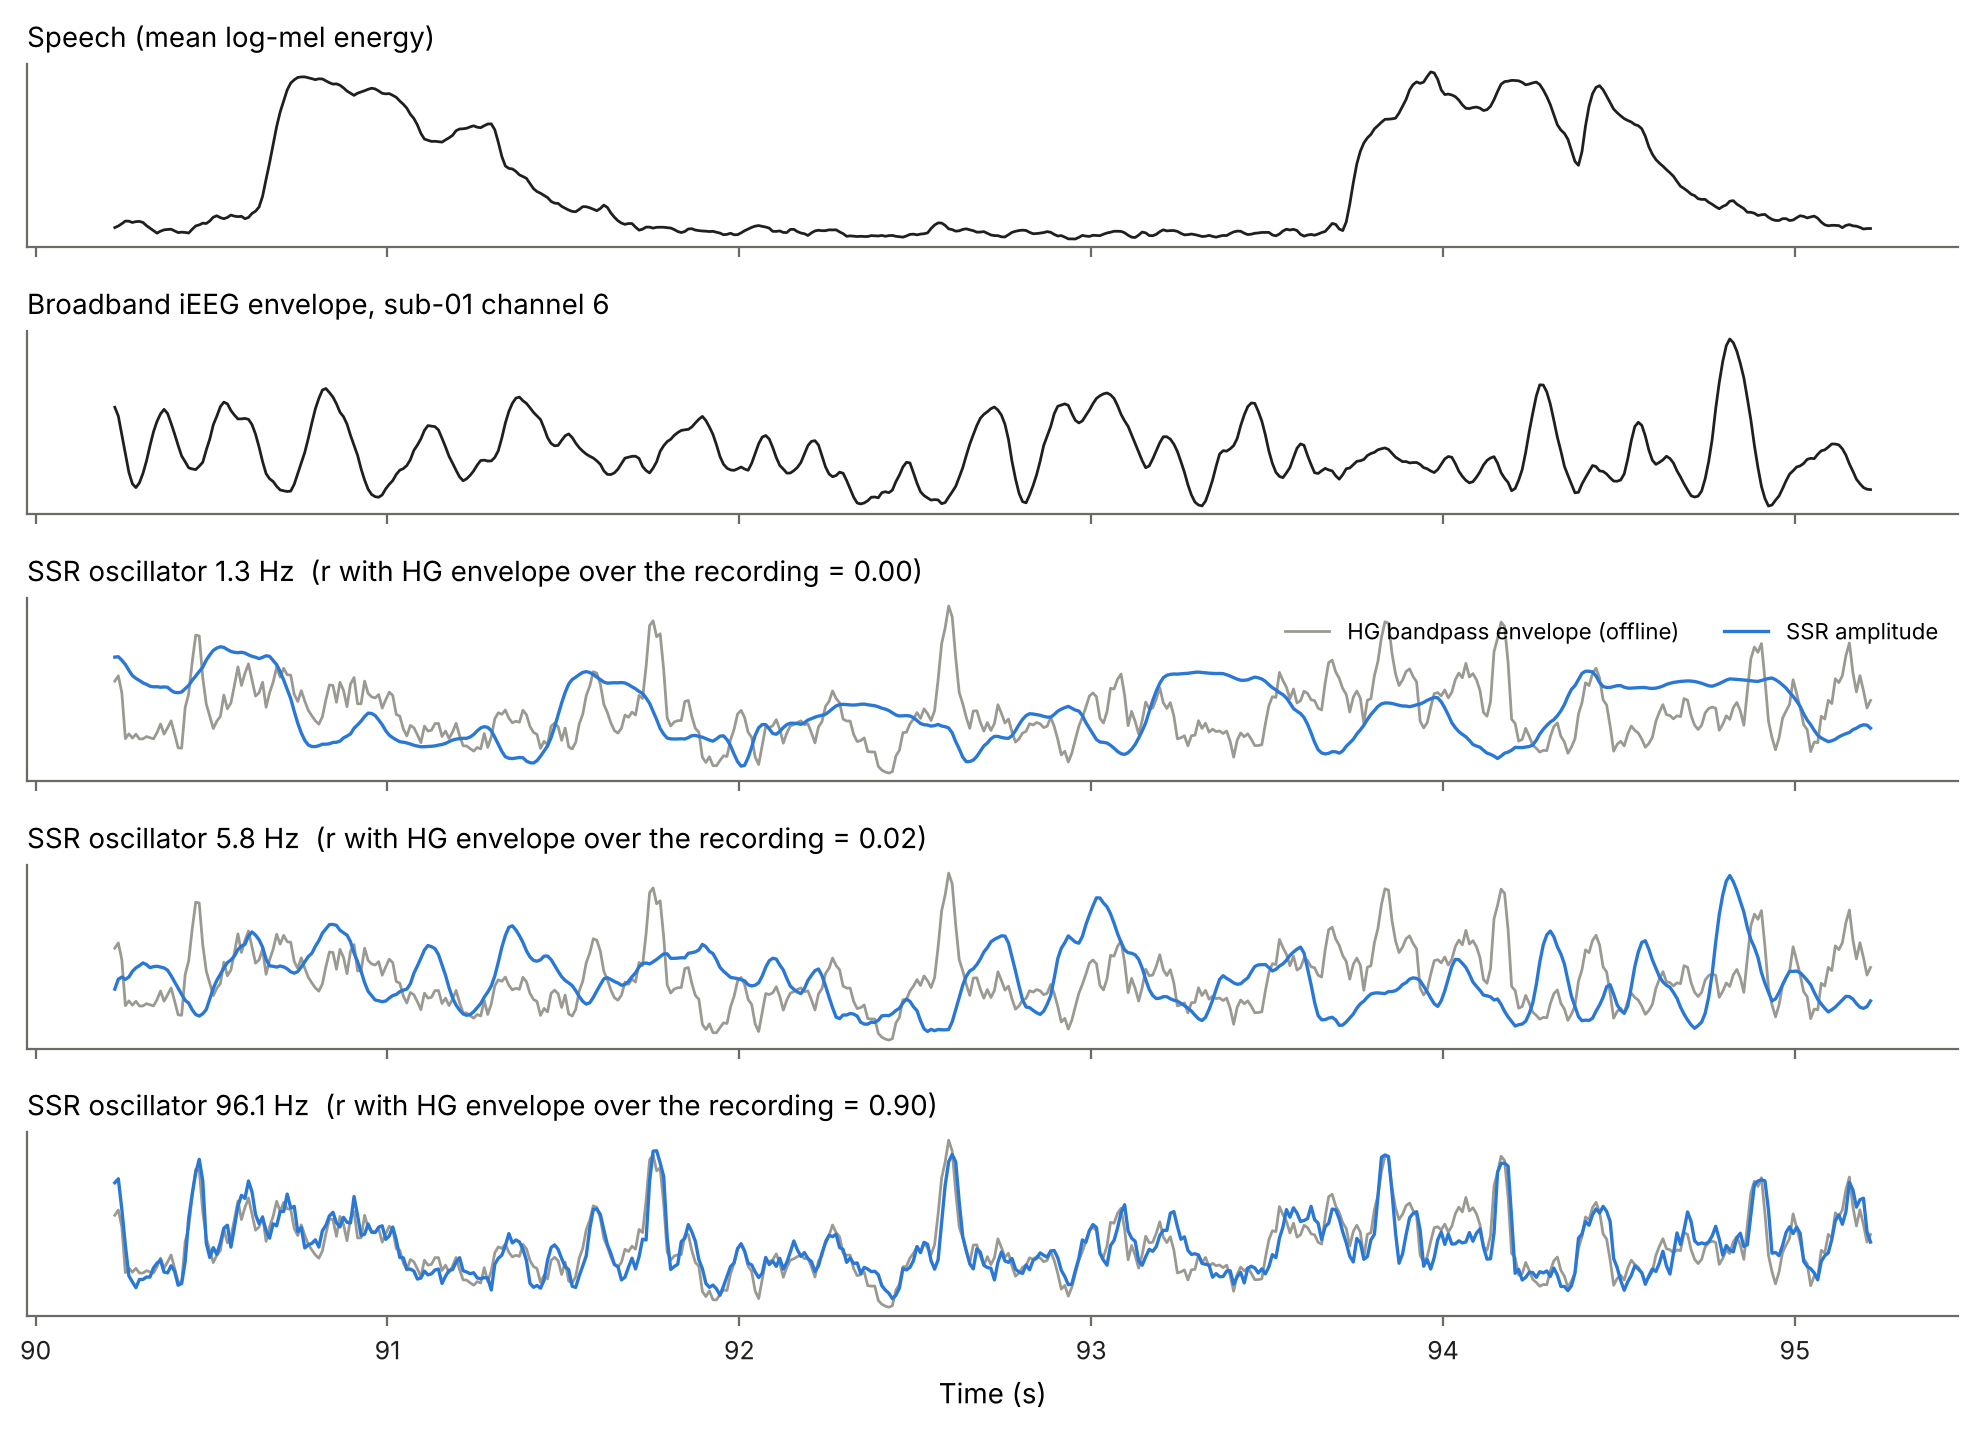 Speech (mean log-mel energy)
Broadband iEEG envelope, sub-01 channel 6
SSR oscillator 1.3 Hz  (r with HG envelope over the recording = 0.00)
HG bandpass envelope (offline)
SSR amplitude
SSR oscillator 5.8 Hz  (r with HG envelope over the recording = 0.02)
SSR oscillator 96.1 Hz  (r with HG envelope over the recording = 0.90)
90 91 92 93 94 95
Time (s)